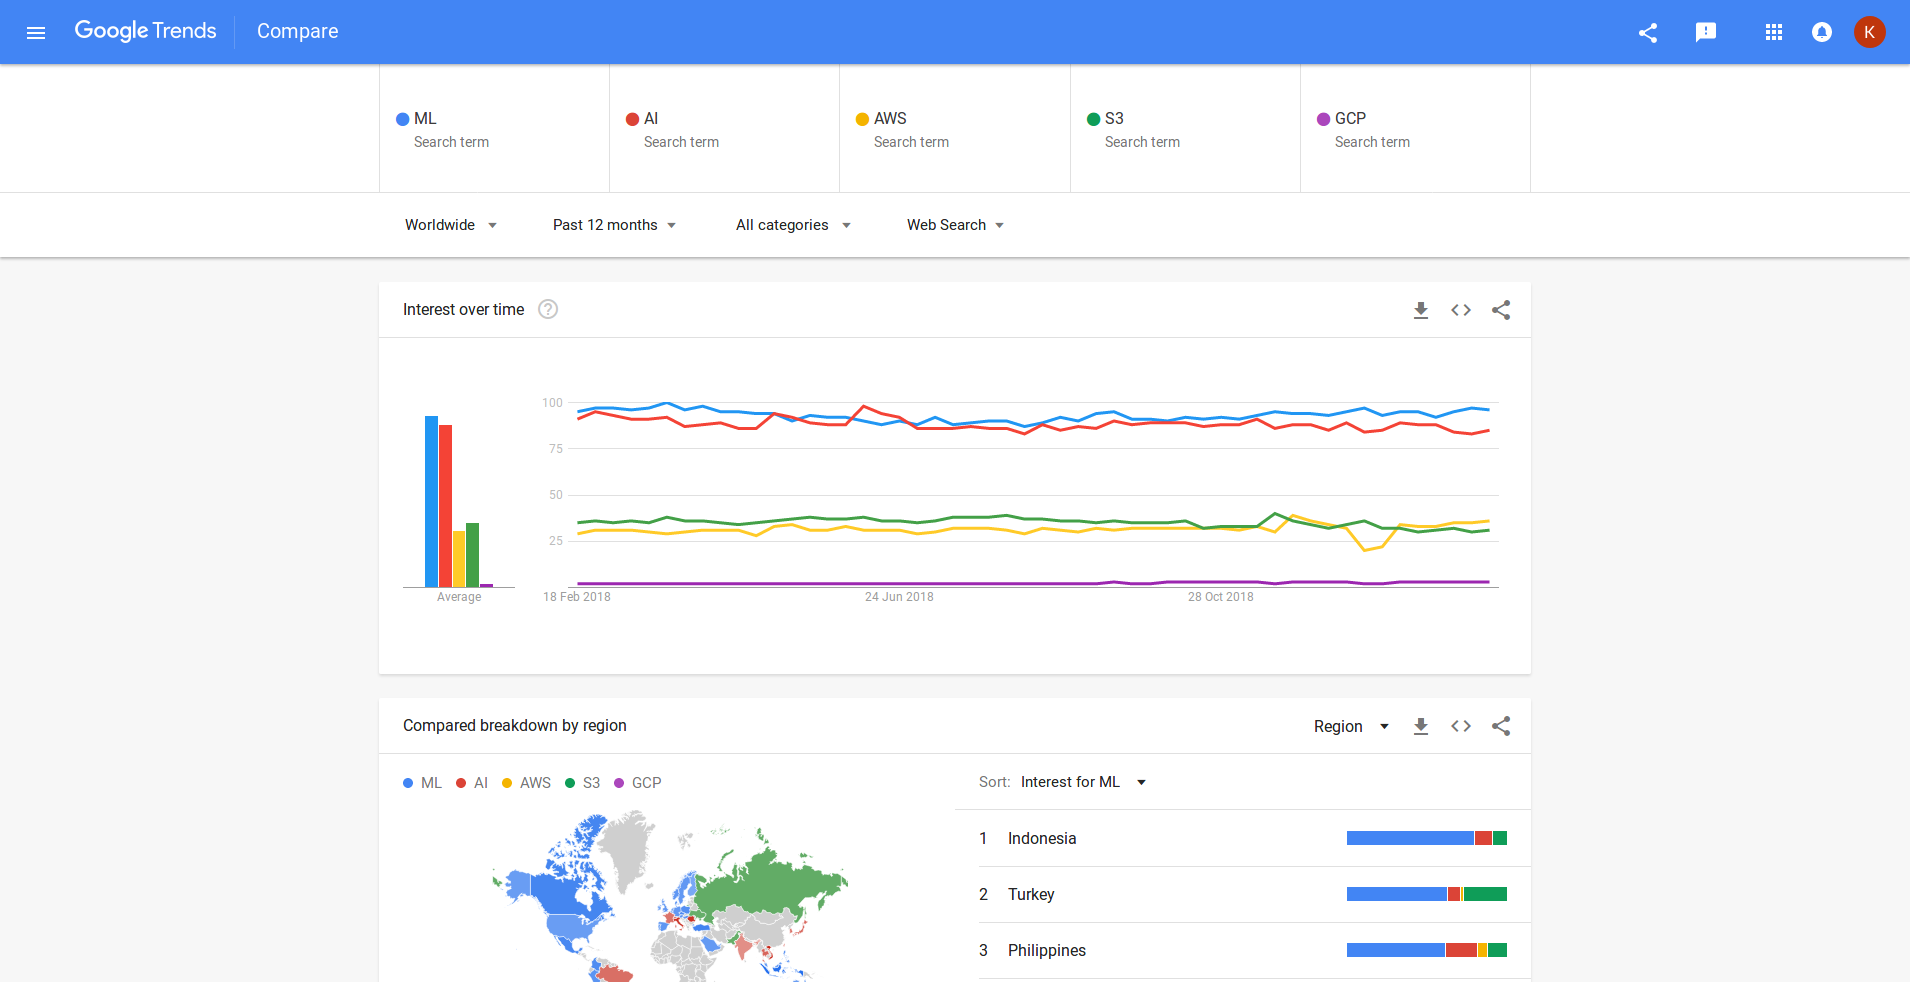 Google Trends Compare K
ML AI AWS S3 GCP
Search term Search term Search term Search term Search term
Worldwide Past 12 months All categories Web Search
Interest over time ?
100
75
50
25
Average 18 Feb 2018 24 Jun 2018 28 Oct 2018
Compared breakdown by region Region
ML AI AWS S3 GCP
Sort: Interest for ML
1 Indonesia
2 Turkey
3 Philippines